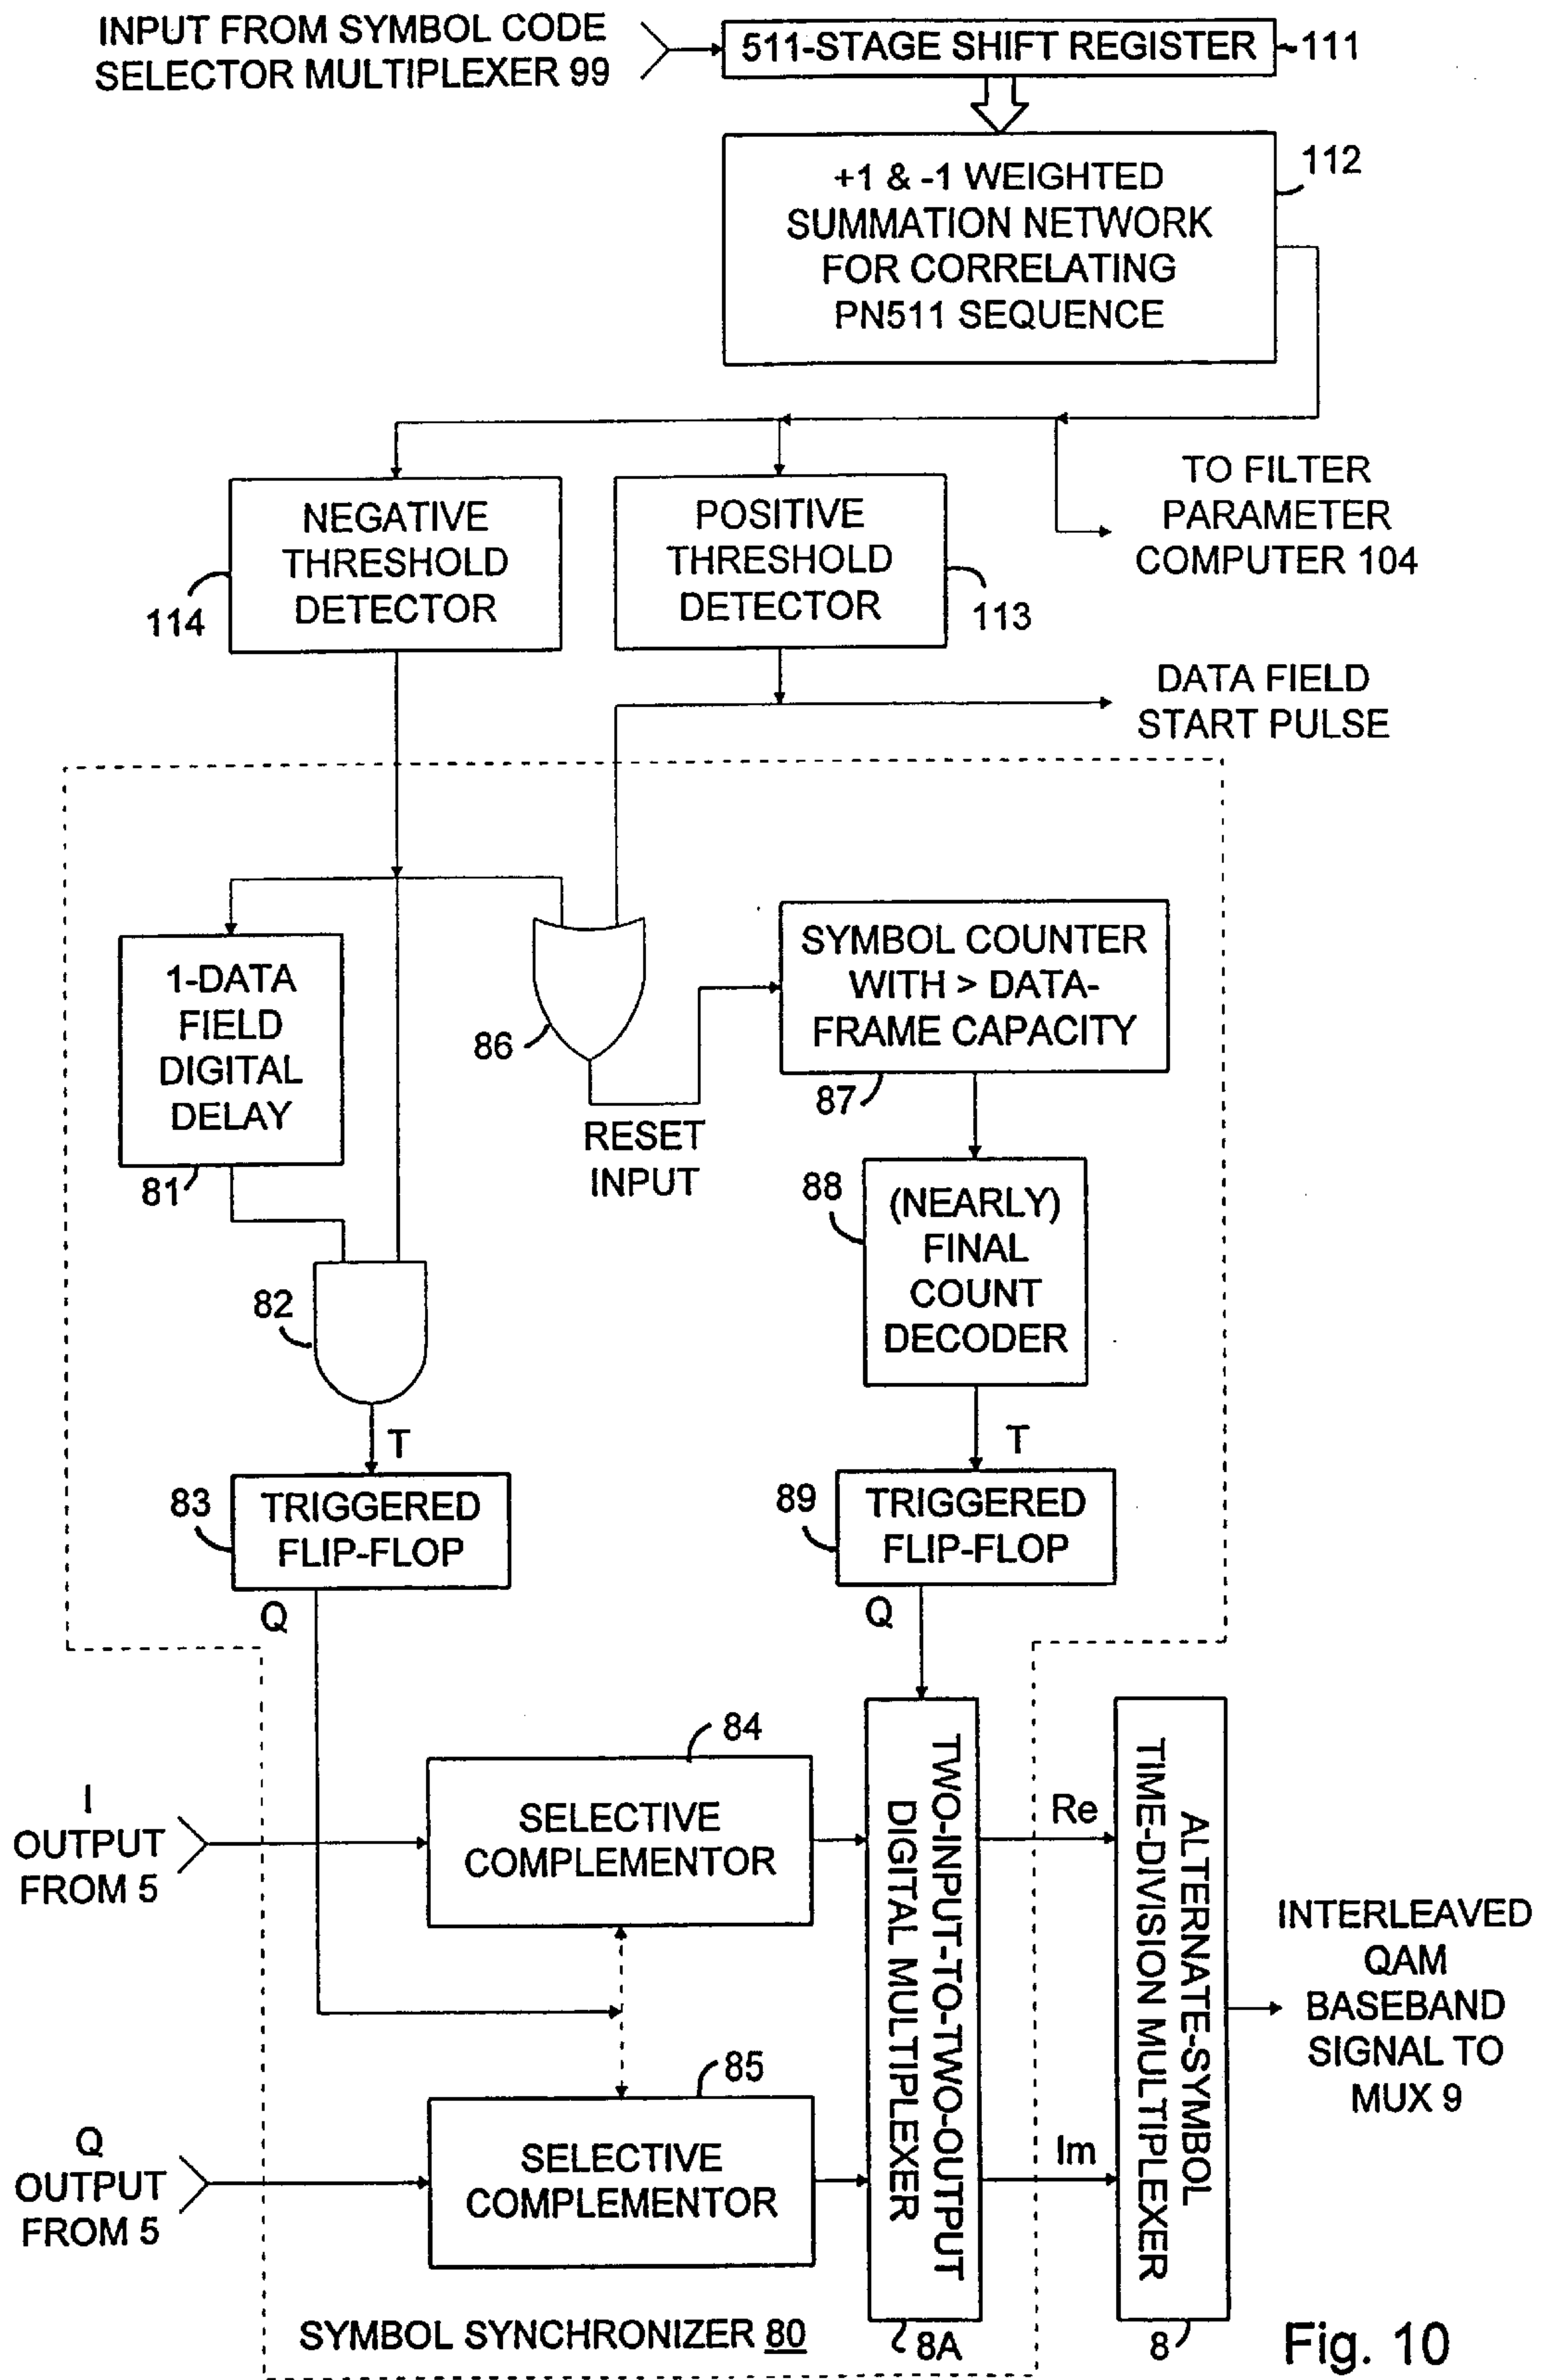 INPUT FROM SYMBOL CODE
SELECTOR MULTIPLEXER 99
511-STAGE SHIFT REGISTER
111
+1 & -1 WEIGHTED
SUMMATION NETWORK
FOR CORRELATING
PN511 SEQUENCE
112
NEGATIVE
THRESHOLD
DETECTOR
114
POSITIVE
THRESHOLD
DETECTOR
113
TO FILTER
PARAMETER
COMPUTER 104
DATA FIELD
START PULSE
1-DATA
FIELD
DIGITAL
DELAY
81
86
RESET
INPUT
SYMBOL COUNTER
WITH > DATA-
FRAME CAPACITY
87
88
(NEARLY)
FINAL
COUNT
DECODER
82
T
T
83
TRIGGERED
FLIP-FLOP
Q
89
TRIGGERED
FLIP-FLOP
Q
I
OUTPUT
FROM 5
84
SELECTIVE
COMPLEMENTOR
Q
OUTPUT
FROM 5
85
SELECTIVE
COMPLEMENTOR
TWO-INPUT-TO-TWO-OUTPUT
DIGITAL MULTIPLEXER
8A
Re
Im
ALTERNATE-SYMBOL
TIME-DIVISION MULTIPLEXER
8
INTERLEAVED
QAM
BASEBAND
SIGNAL TO
MUX 9
SYMBOL SYNCHRONIZER 80
Fig. 10